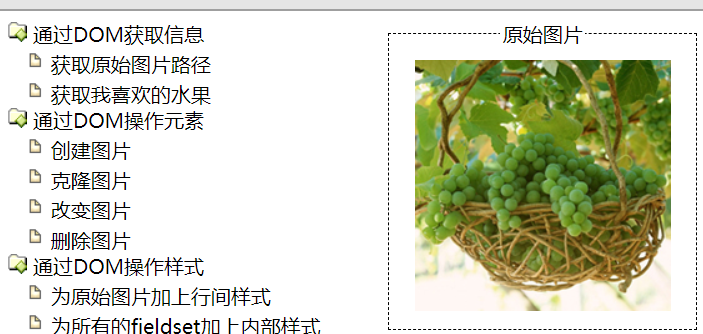 通过DOM获取信息
获取原始图片路径
获取我喜欢的水果
通过DOM操作元素
创建图片
克隆图片
改变图片
删除图片
通过DOM操作样式
为原始图片加上行间样式
为所有的fieldset加上内部样式
原始图片